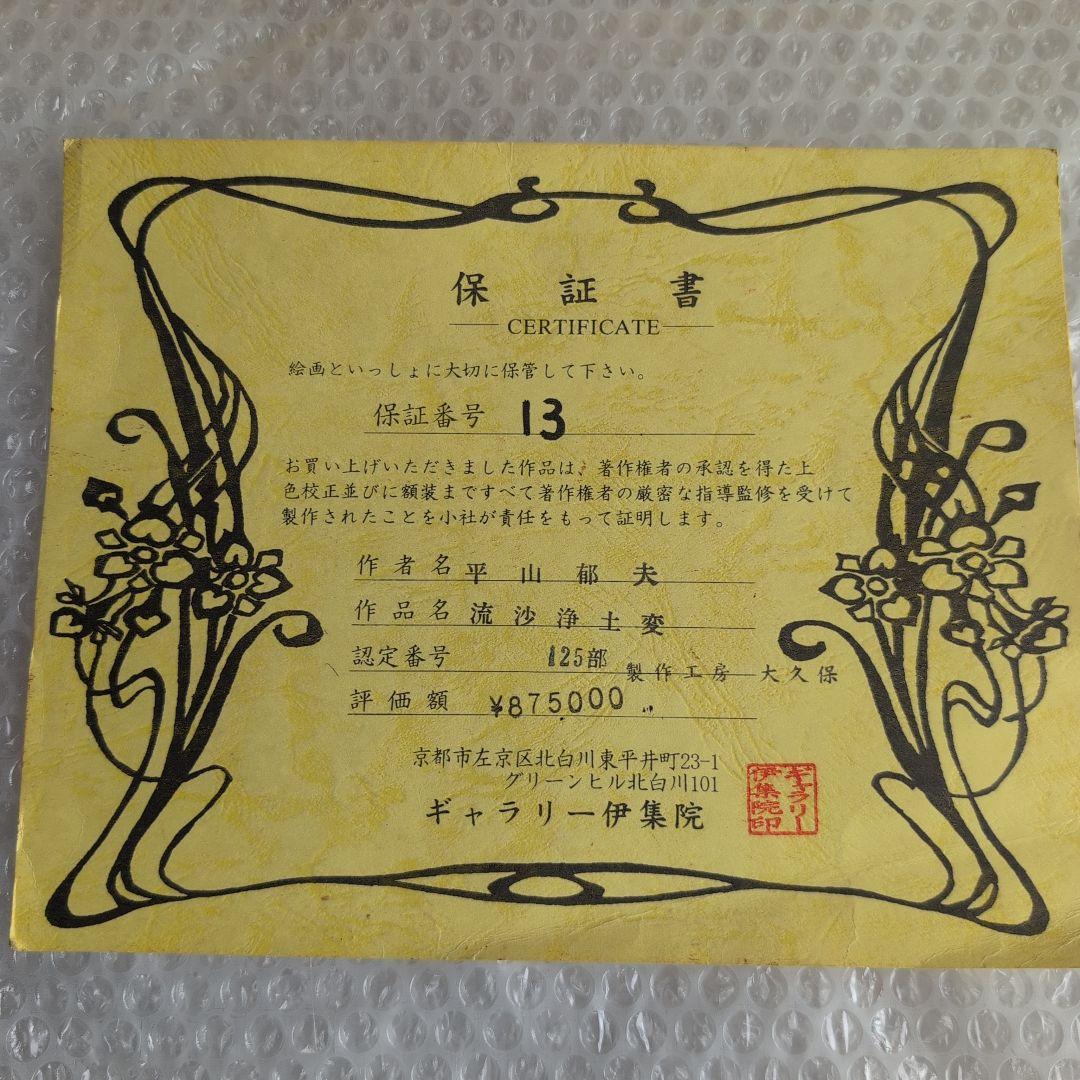 保証書
CERTIFICATE
絵画といっしょに大切に保管して下さい。
保証番号 13
お買い上げいただきました作品は、著作権者の承認を得た上
色校正並びに額装まですべて著作権者の厳密な指導監修を受けて
製作されたことを小社が責任をもって証明します。
作者名 平山郁夫
作品名 流沙浄土変
認定番号 125部 製作工房 大久保
評価額 ¥875000
京都市左京区北白川東平井町23-1
グリーンヒル北白川101
ギャラリー伊集院
ギャラリー
伊集院印